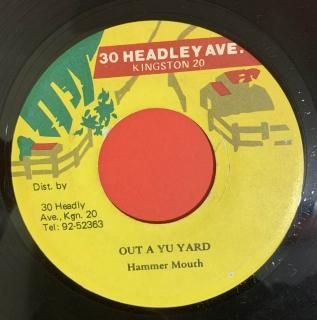 30 HEADLEY AVE.
KINGSTON 20
Dist. by
30 Headly
Ave., Kgn. 20
Tel: 92-52363
OUT A YU YARD
Hammer Mouth